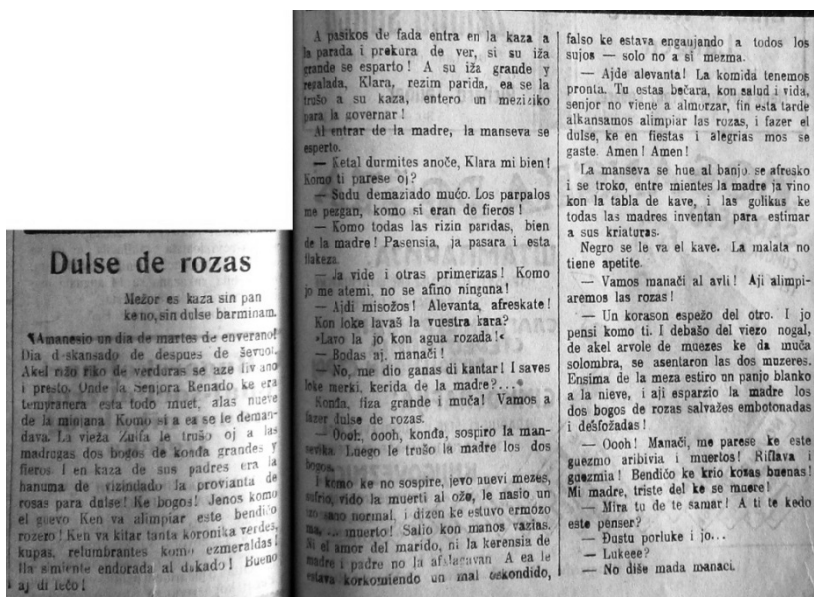 Dulse de rozas
Mežor es kaza sin pan
ke no, sin dulse barminam.
Amanesio un dia de martes de enverano!
Dia d skansado de despues de ševuot.
Akel rižo riko de verduras se aze liv ano
i presto. Onde la Senjora Renado ke era
tempranera esta todo muet, alas nueve
de la minjana Komo si a ea se le deman-
dava. La vieža Zulfa le trušo oj a las
madrugas dos bogos de konđa grandes y
fieros I en kaza de sus padres era la
hanuma de vizindado la provianta de
rosas para dulse! Ke bogos! Jenos komo
el guevo Ken va alimpiar este bendićo
rozero! Ken va kitar tanta koronika verdes,
kupas, relumbrantes komo ezmeraldas!
Ila simiente endorada al dukado! Bueno
aj di lećo!
A pasikos de fada entra en la kaza a
la parada i prekura de ver, si su iža
grande se esparto! A su iža grande y
regalada, Klara, rezim parida, ea se la
trušo a su kaza, entero un meziziko
para la governar!
Al entrar de la madre, la manseva se
esperto.
— Ketal durmites anoče, Klara mi bien!
Komo ti parese oj?
— Sudu demaziado mučo. Los parpalos
me pezgan, komo si eran de fieros!
— Komo todas las rizin paridas, bien
de la madre! Pasensia, ja pasara i esta
flakeza.
— Ja vide i otras primerizas! Komo
jo me atemi, no se afino ninguna!
— Ajdi misožos! Alevanta, afreskate!
Kon loke lavaš la vuestra kara?
»Lavo la jo kon agua rozada!«
— Bodas aj, manači!
— No, me dio ganas di kantar! I saves
loke merki, kerida de la madre?...
Konđa, fiza grande i muča! Vamos a
fazer dulse de rozas.
— Oooh, oooh, konđa, sospiro la man-
sevika. Luego le trušo la madre los dos
bogos.
I komo ke no sospire, jevo nuevi mezes,
sufrio, vido la muerti al ožo, le nasio un
izo sano normal, i dizen ke estuvo ermózo
ma, ... muerto! Salio kon manos vazias.
Ni el amor del marido, ni la kerensia de
madre i padre no la afalagavan A ea le
estava korkomiendo un mal eskondido,
falso ke estava engaujando a todos los
sujos — solo no a si mezma.
— Ajde alevanta! La komida tenemos
pronta. Tu estas bečara, kon salud i vida,
senjor no viene a almorzar, fin esta tarde
alkansamos alimpiar las rozas, i fazer el
dulse, ke en fiestas i alegrias mos se
gaste. Amen! Amen!
La manseva se hue al banjo se afresko
i se troko, entre mientes la madre ja vino
kon la tabla de kave, i las golikus ke
todas las madres inventan para estimar
a sus kriaturas.
Negro se le va el kave. La malata no
tiene apetite.
— Vamos manači al avli! Aji alimpi-
aremos las rozas!
— Un korason espežo del otro. I jo
pensi komo ti. I debašo del viezo nogal,
de akel arvole de muezes ke da muča
solombra, se asentaron las dos muzeres.
Ensima de la meza estiro un panjo blanko
a la nieve, i aji esparzio la madre los
dos bogos de rozas salvažes embotonadas
i desfožadas!
— Oooh! Manači, me parese ke este
guezmo aribivia i muertos! Riflava i
guezmia! Bendičo ke krio kozas buenas!
Mi madre, triste del ke se muere!
— Mira tu de te samar! A ti te kedo
este penser?
— Đustu porluke i jo...
— Lukeee?
— No diše mada manaci.